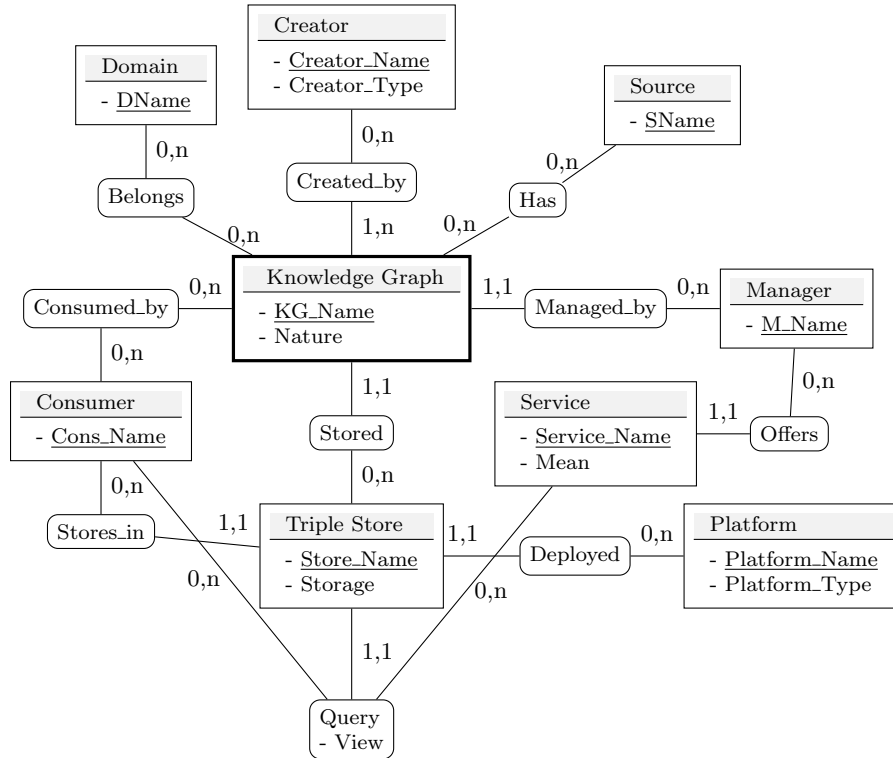 Creator
- Creator_Name
- Creator_Type
Domain
- DName
Source
- SName
0,n
0,n
0,n
Created_by
Belongs
Has
0,n
1,n
0,n
Knowledge Graph
- KG_Name
- Nature
0,n
Consumed_by
1,1
Managed_by
0,n
Manager
- M_Name
0,n
1,1
0,n
Consumer
- Cons_Name
Service
- Service_Name
- Mean
Stored
1,1
Offers
0,n
0,n
Stores_in
1,1
Triple Store
- Store_Name
- Storage
1,1
Deployed
0,n
Platform
- Platform_Name
- Platform_Type
0,n
0,n
1,1
Query
- View